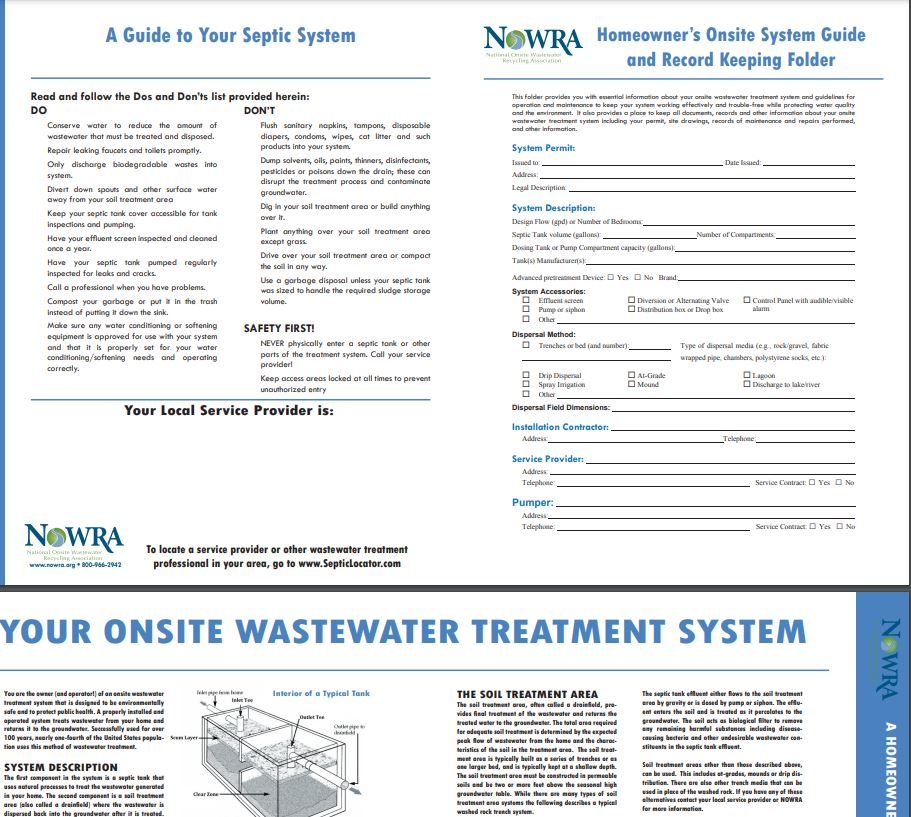 A Guide to Your Septic System
Read and follow the Dos and Don'ts list provided herein:
DO
Conserve water to reduce the amount of
wastewater that must be treated and disposed.
Repair leaking faucets and toilets promptly.
Only discharge biodegradable wastes into
system.
Divert down spouts and other surface water
away from your soil treatment area
Keep your septic tank cover accessible for tank
inspections and pumping.
Have your effluent screen inspected and cleaned
once a year.
Have your septic tank pumped regularly
inspected for leaks and cracks.
Call a professional when you have problems.
Compost your garbage or put it in the trash
instead of putting it down the sink.
Make sure any water conditioning or softening
equipment is approved for use with your system
and that it is properly set for your water
conditioning/softening needs and operating
correctly.
DON'T
Flush sanitary napkins, tampons, disposable
diapers, condoms, wipes, cat litter and such
products into your system.
Dump solvents, oils, paints, thinners, disinfectants,
pesticides or poisons down the drain; these can
disrupt the treatment process and contaminate
groundwater.
Dig in your soil treatment area or build anything
over it.
Plant anything over your soil treatment area
except grass.
Drive over your soil treatment area or compact
the soil in any way.
Use a garbage disposal unless your septic tank
was sized to handle the required sludge storage
volume.
SAFETY FIRST!
NEVER physically enter a septic tank or other
parts of the treatment system. Call your service
provider!
Keep access areas locked at all times to prevent
unauthorized entry
Your Local Service Provider is:
NOWRA
National Onsite Wastewater
Recycling Association
www.nowra.org • 800-966-2942
To locate a service provider or other wastewater treatment
professional in your area, go to www.SepticLocator.com
NOWRA
National Onsite Wastewater
Recycling Association
Homeowner's Onsite System Guide
and Record Keeping Folder
This folder provides you with essential information about your onsite wastewater treatment system and guidelines for
operation and maintenance to keep your system working effectively and trouble-free while protecting water quality
and the environment. It also provides a place to keep all documents, records and other information about your onsite
wastewater treatment system including your permit, site drawings, records of maintenance and repairs performed,
and other information.
System Permit:
Issued to: Date Issued:
Address:
Legal Description:
System Description:
Design Flow (gpd) or Number of Bedrooms:
Septic Tank volume (gallons): Number of Compartments:
Dosing Tank or Pump Compartment capacity (gallons):
Tank(s) Manufacturer(s):
Advanced pretreatment Device: ☐ Yes ☐ No Brand:
System Accessories:
☐ Effluent screen ☐ Diversion or Alternating Valve ☐ Control Panel with audible/visible
alarm
☐ Pump or siphon ☐ Distribution box or Drop box
☐ Other
Dispersal Method:
☐ Trenches or bed (and number): Type of dispersal media (e.g., rock/gravel, fabric
wrapped pipe, chambers, polystyrene socks, etc.):
☐ Drip Dispersal ☐ At-Grade ☐ Lagoon
☐ Spray Irrigation ☐ Mound ☐ Discharge to lake/river
☐ Other
Dispersal Field Dimensions:
Installation Contractor:
Address: Telephone:
Service Provider:
Address:
Telephone: Service Contract: ☐ Yes ☐ No
Pumper:
Address:
Telephone: Service Contract: ☐ Yes ☐ No
YOUR ONSITE WASTEWATER TREATMENT SYSTEM
You are the owner (and operator!) of an onsite wastewater
treatment system that is designed to be environmentally
safe and to protect public health. A properly installed and
operated system treats wastewater from your home and
returns it to the groundwater. Successfully used for over
100 years, nearly one-fourth of the United States popula-
tion uses this method of wastewater treatment.
SYSTEM DESCRIPTION
The first component in the system is a septic tank that
uses natural processes to treat the wastewater generated
in your home. The second component is a soil treatment
area (also called a drainfield) where the wastewater is
dispersed back into the groundwater after it is treated.
Interior of a Typical Tank
Inlet pipe from home
Inlet Tee
Outlet Tee
Outlet pipe to
drainfield
Scum Layer
Clear Zone
THE SOIL TREATMENT AREA
The soil treatment area, often called a drainfield, pro-
vides final treatment of the wastewater and returns the
treated water to the groundwater. The total area required
for adequate soil treatment is determined by the expected
peak flow of wastewater from the home and the charac-
teristics of the soil in the treatment area. The soil treat-
ment area is typically built as a series of trenches or as
one larger bed, and is typically kept at a shallow depth.
The soil treatment area must be constructed in permeable
soils and be two or more feet above the seasonal high
groundwater table. While there are many types of soil
treatment area systems the following describes a typical
washed rock trench system.
The septic tank effluent either flows to the soil treatment
area by gravity or is dosed by pump or siphon. The efflu-
ent enters the soil and is treated as it percolates to the
groundwater. The soil acts as biological filter to remove
any remaining harmful substances including disease-
causing bacteria and other undesirable wastewater con-
stituents in the septic tank effluent.
Soil treatment areas other than those described above,
can be used. This includes at-grades, mounds or drip dis-
tribution. There are also other trench media that can be
used in place of the washed rock. If you have any of these
alternatives contact your local service provider or NOWRA
for more information.
NOWRA
A HOMEOWNE